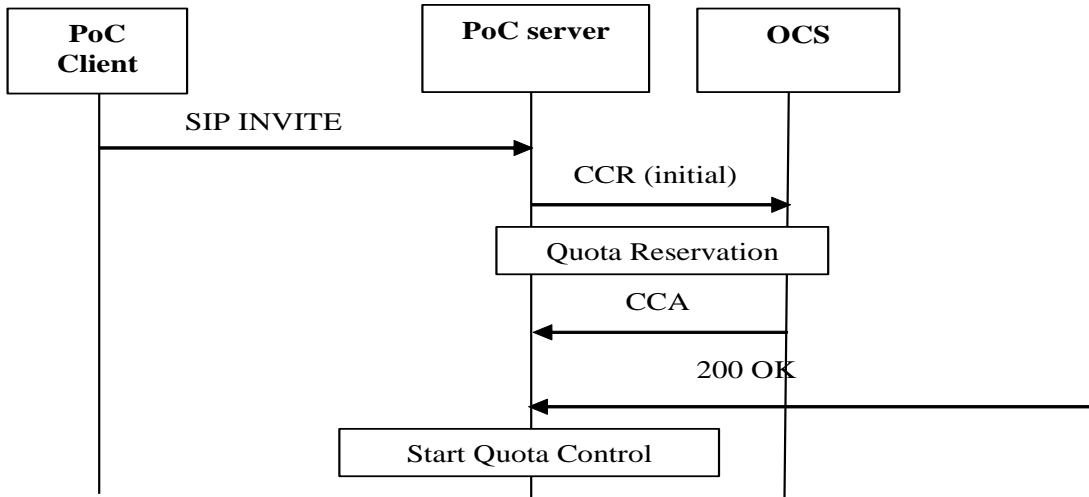 PoC
Client
PoC server
OCS
SIP INVITE
CCR (initial)
Quota Reservation
CCA
200 OK
Start Quota Control